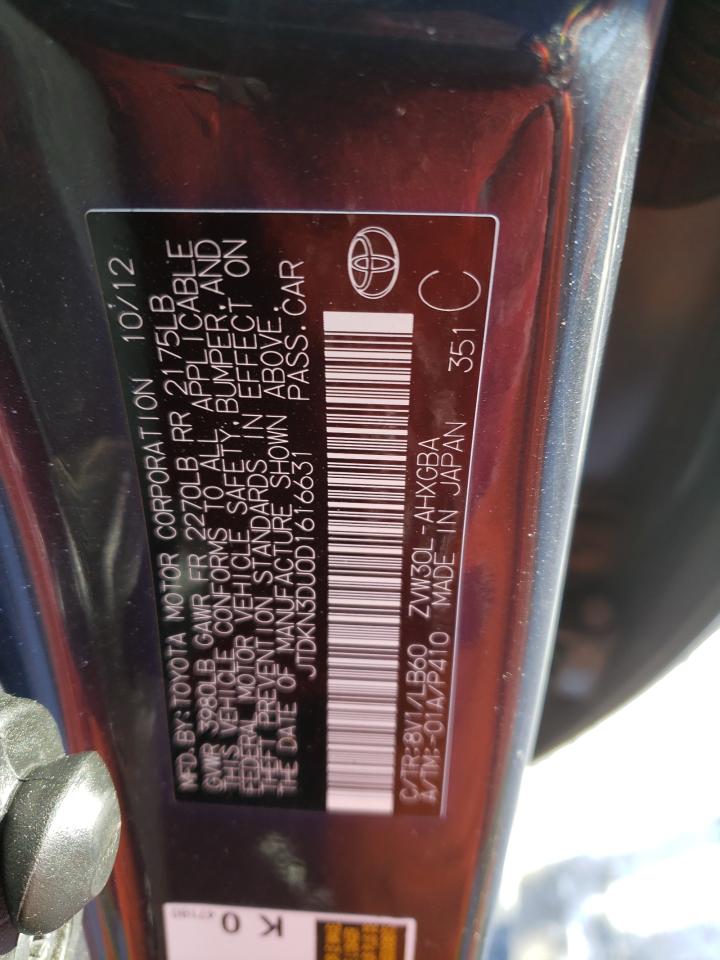 MFD. BY: TOYOTA MOTOR CORPORATION 10/12
GVWR 3980LB GAWR FR 2270LB RR 2175LB
THIS VEHICLE CONFORMS TO ALL APPLICABLE
FEDERAL MOTOR VEHICLE SAFETY, BUMPER, AND
THEFT PREVENTION STANDARDS IN EFFECT ON
THE DATE OF MANUFACTURE SHOWN ABOVE.
JTDKN3DU0D1616631 PASS.CAR
C/TR:8V1/LB60 ZVW30L-AHXGBA
A/TM:-01A/P410 MADE IN JAPAN 351 C
K 0